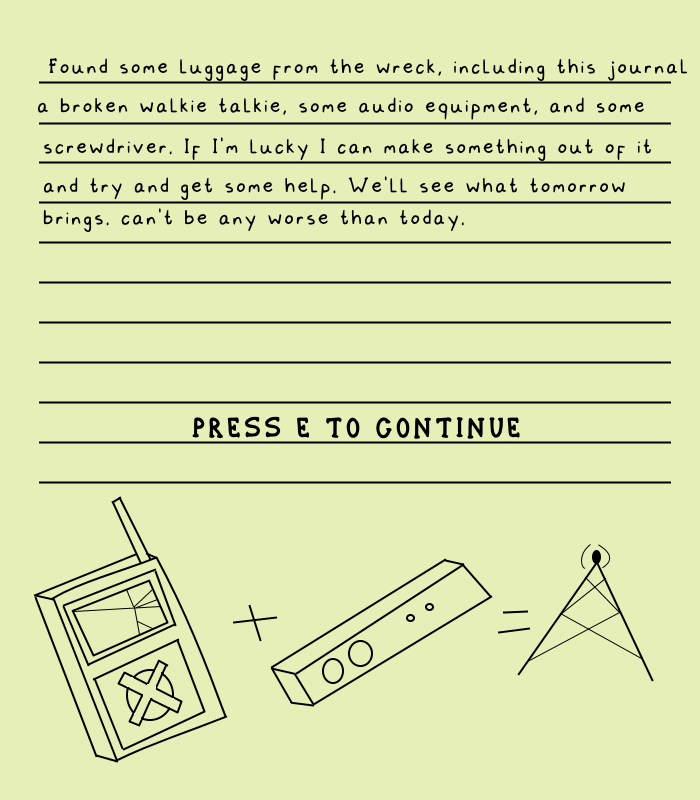 Found some luggage from the wreck, including this journal
a broken walkie talkie, some audio equipment, and some
screwdriver. If I'm lucky I can make something out of it
and try and get some help. We'll see what tomorrow
brings. can't be any worse than today.
PRESS E TO CONTINUE